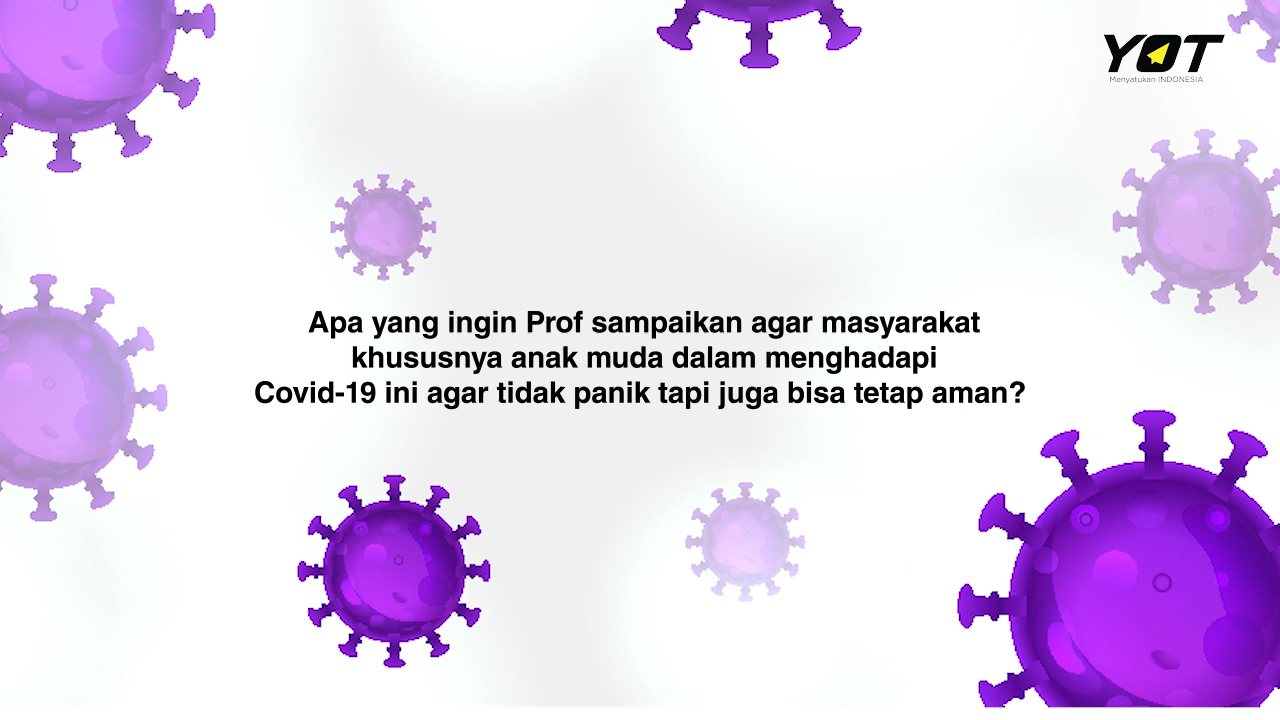 YOT
Menyatukan INDONESIA
Apa yang ingin Prof sampaikan agar masyarakat
khususnya anak muda dalam menghadapi
Covid-19 ini agar tidak panik tapi juga bisa tetap aman?